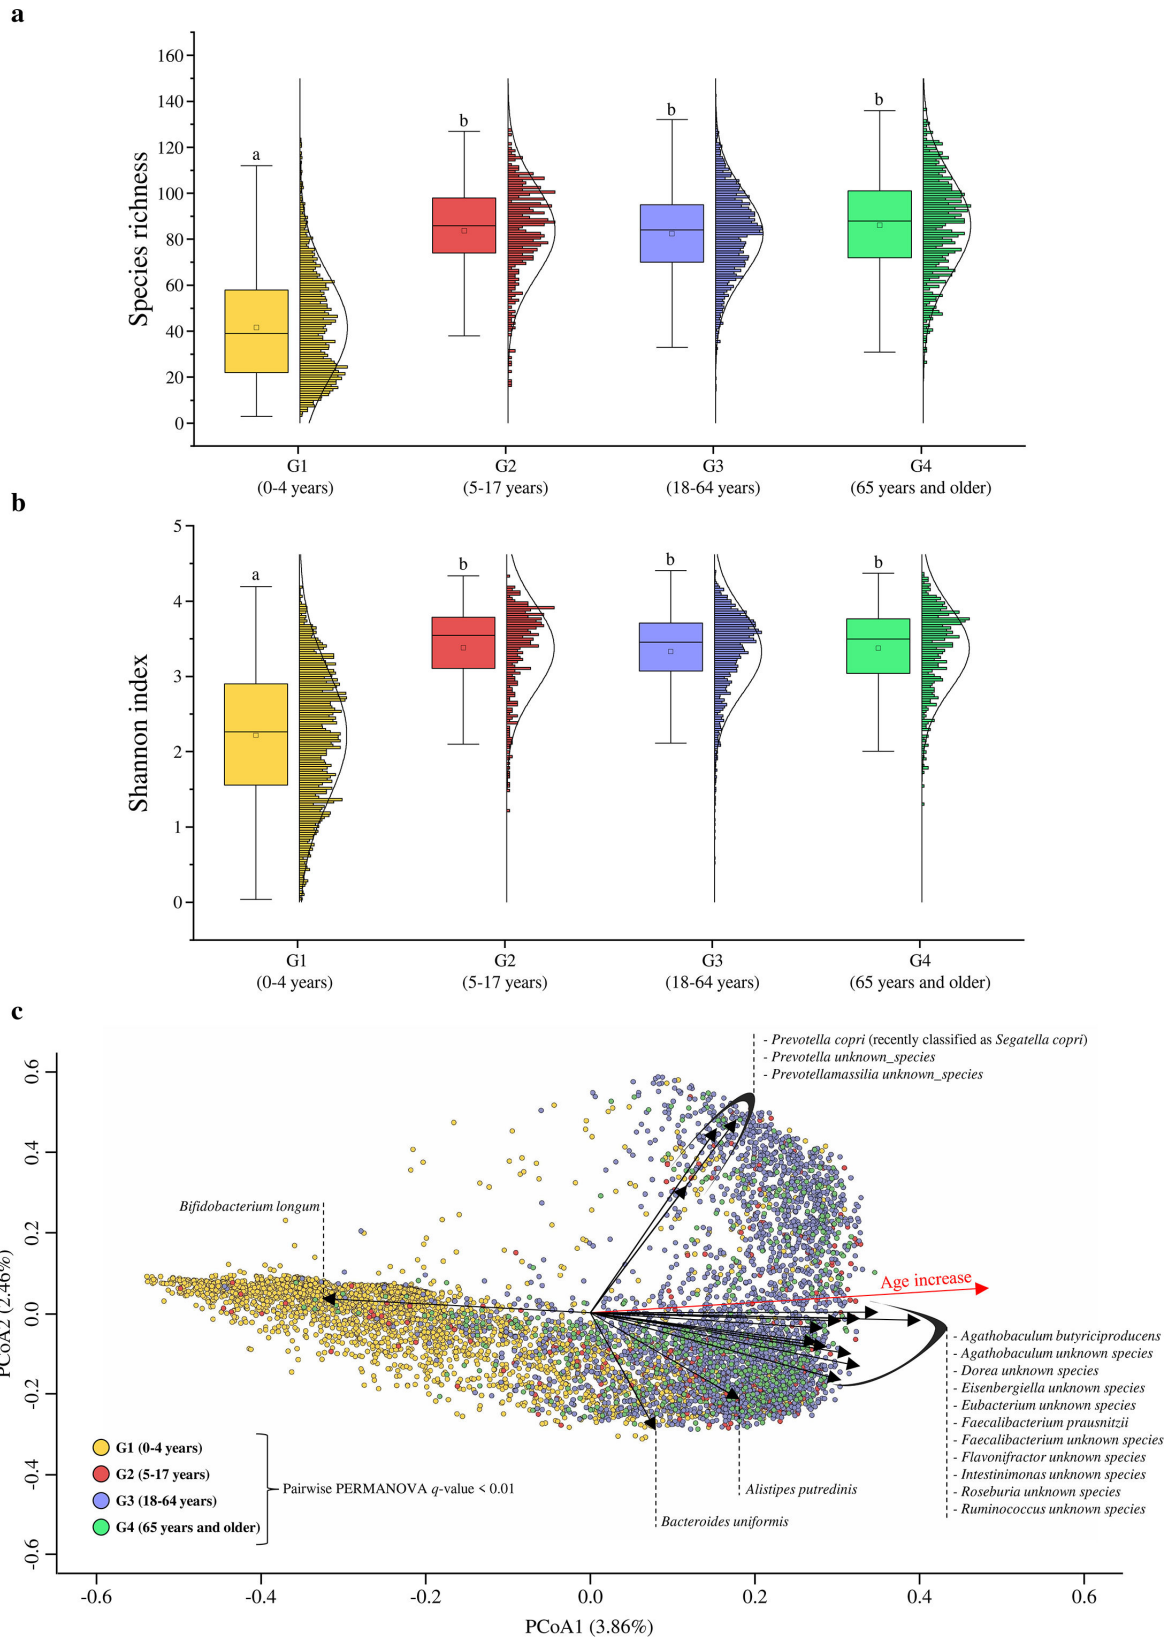 a
Species richness
160
140
120
100
80
60
40
20
0
a
b
b
b
G1
(0-4 years)
G2
(5-17 years)
G3
(18-64 years)
G4
(65 years and older)
b
Shannon index
5
4
3
2
1
0
a
b
b
b
G1
(0-4 years)
G2
(5-17 years)
G3
(18-64 years)
G4
(65 years and older)
c
PCoA2 (2.46%)
0.6
0.4
0.2
0.0
-0.2
-0.4
-0.6
- Prevotella copri (recently classified as Segatella copri)
- Prevotella unknown_species
- Prevotellamassilia unknown_species
Bifidobacterium longum
Age increase
- Agathobaculum butyriciproducens
- Agathobaculum unknown species
- Dorea unknown species
- Eisenbergiella unknown species
- Eubacterium unknown species
- Faecalibacterium prausnitzii
- Faecalibacterium unknown species
- Flavonifractor unknown species
- Intestinimonas unknown species
- Roseburia unknown species
- Ruminococcus unknown species
Alistipes putredinis
Bacteroides uniformis
G1 (0-4 years)
G2 (5-17 years)
G3 (18-64 years)
G4 (65 years and older)
Pairwise PERMANOVA q-value < 0.01
-0.6
-0.4
-0.2
0.0
0.2
0.4
0.6
PCoA1 (3.86%)